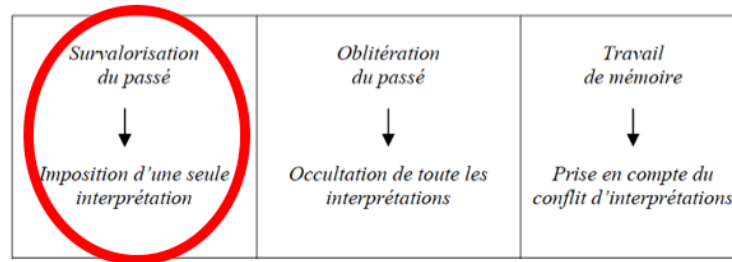 Survalorisation
du passé
Imposition d'une seule
interprétation
Oblitération
du passé
Occultation de toute les
interprétations
Travail
de mémoire
Prise en compte du
conflit d'interprétations